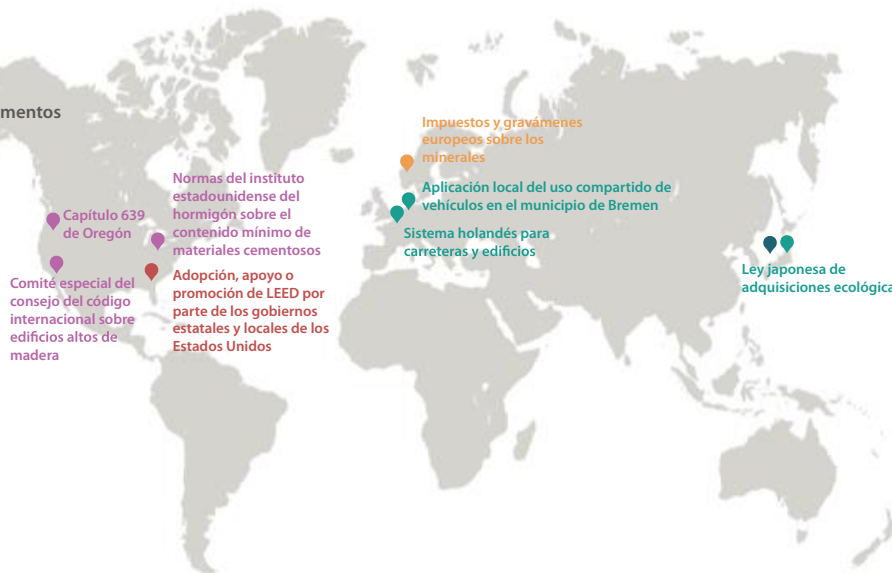 mentos
Impuestos y gravámenes
europeos sobre los
minerales
Normas del instituto
estadounidense del
hormigón sobre el
contenido mínimo de
materiales cementosos
Capítulo 639
de Oregón
Aplicación local del uso compartido de
vehículos en el municipio de Bremen
Sistema holandés para
carreteras y edificios
Comité especial del
consejo del código
internacional sobre
edificios altos de
madera
Adopción, apoyo o
promoción de LEED por
parte de los gobiernos
estatales y locales de los
Estados Unidos
Ley japonesa de
adquisiciones ecológica